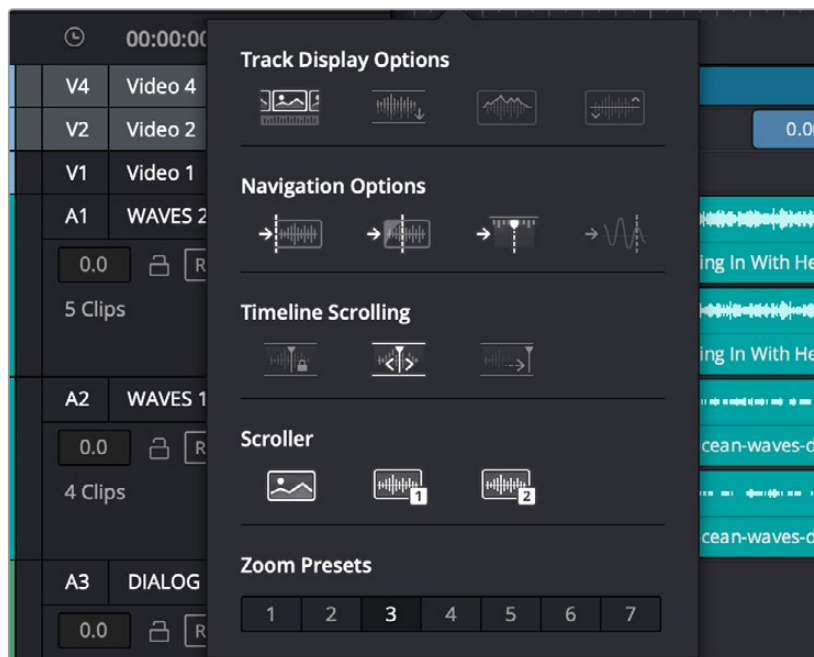 00:00:00
Track Display Options
V4 Video 4
V2 Video 2
0.00
V1 Video 1
Navigation Options
A1 WAVES 2
0.0 R
ing In With He
5 Clips
Timeline Scrolling
ing In With He
A2 WAVES 1
0.0 R
Scroller
cean-waves-d
4 Clips
1 2
cean-waves-d
Zoom Presets
A3 DIALOG
1 2 3 4 5 6 7
0.0 R